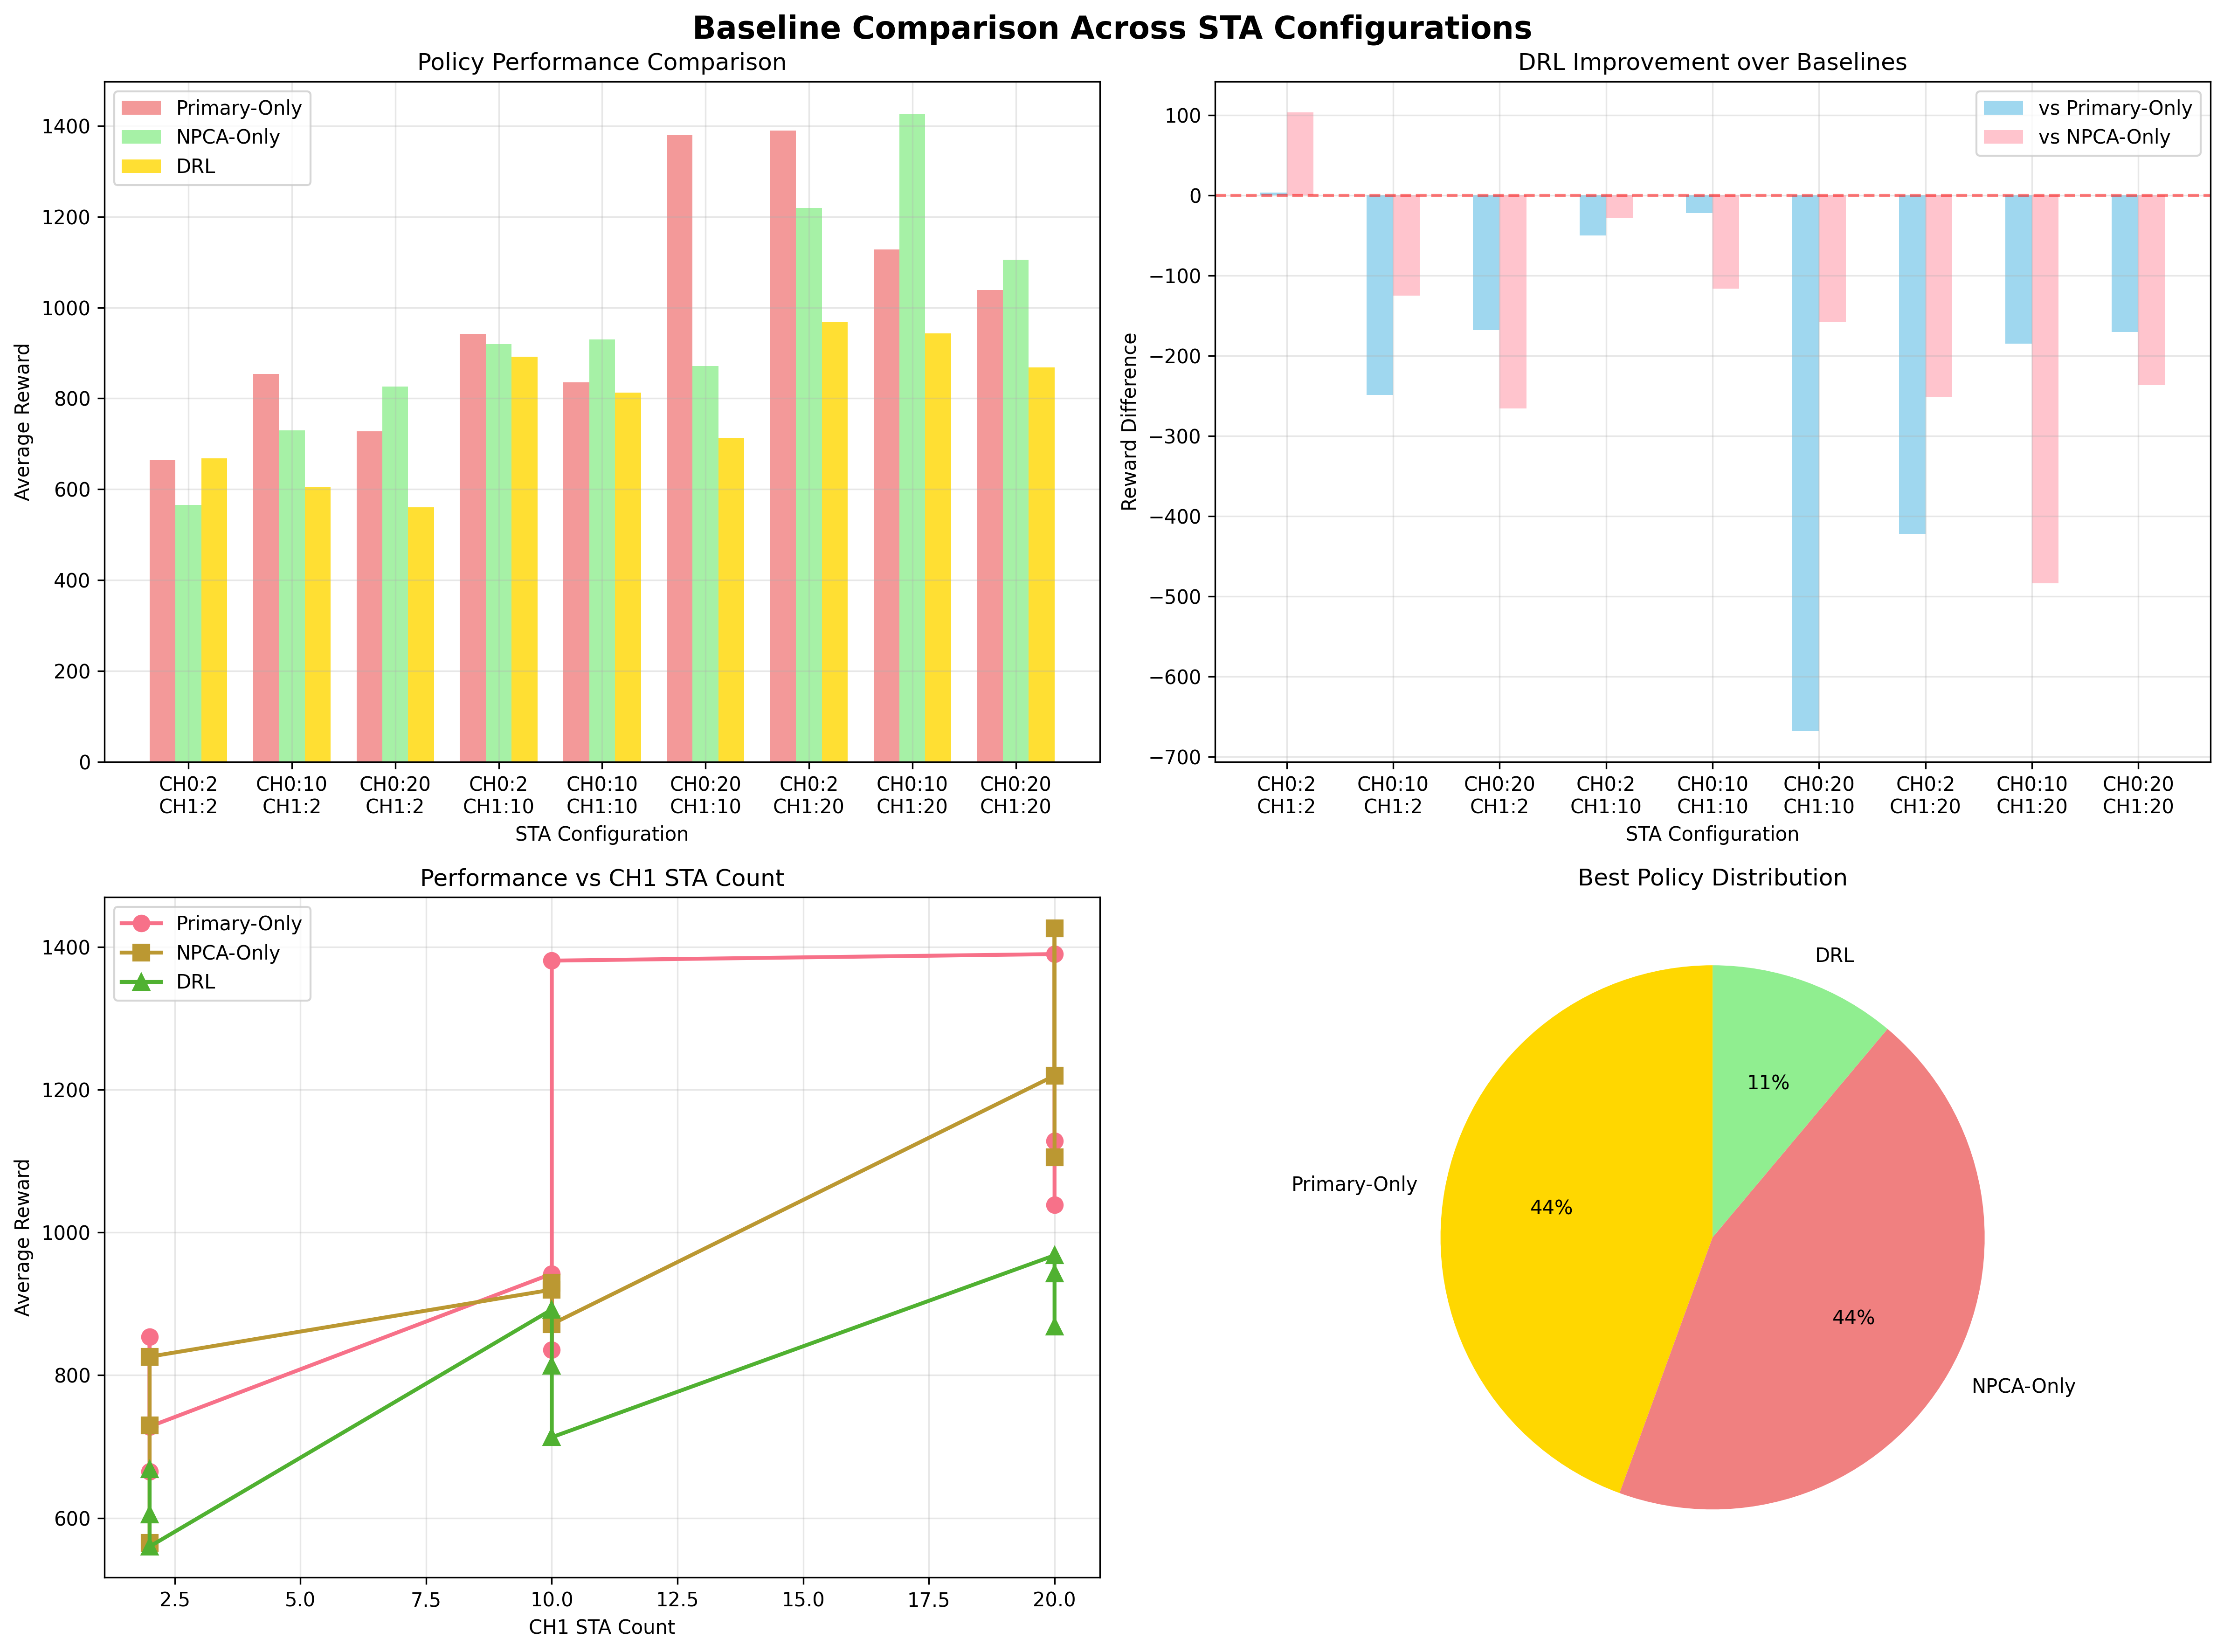 Baseline Comparison Across STA Configurations
Policy Performance Comparison
Primary-Only
NPCA-Only
DRL
Average Reward
1400
1200
1000
800
600
400
200
0
CH0:2 CH0:10 CH0:20 CH0:2 CH0:10 CH0:20 CH0:2 CH0:10 CH0:20
CH1:2 CH1:2 CH1:2 CH1:10 CH1:10 CH1:10 CH1:20 CH1:20 CH1:20
STA Configuration
DRL Improvement over Baselines
vs Primary-Only
vs NPCA-Only
Reward Difference
100
0
−100
−200
−300
−400
−500
−600
−700
CH0:2 CH0:10 CH0:20 CH0:2 CH0:10 CH0:20 CH0:2 CH0:10 CH0:20
CH1:2 CH1:2 CH1:2 CH1:10 CH1:10 CH1:10 CH1:20 CH1:20 CH1:20
STA Configuration
Performance vs CH1 STA Count
Primary-Only
NPCA-Only
DRL
Average Reward
1400
1200
1000
800
600
2.5 5.0 7.5 10.0 12.5 15.0 17.5 20.0
CH1 STA Count
Best Policy Distribution
DRL
11%
Primary-Only
44%
44%
NPCA-Only